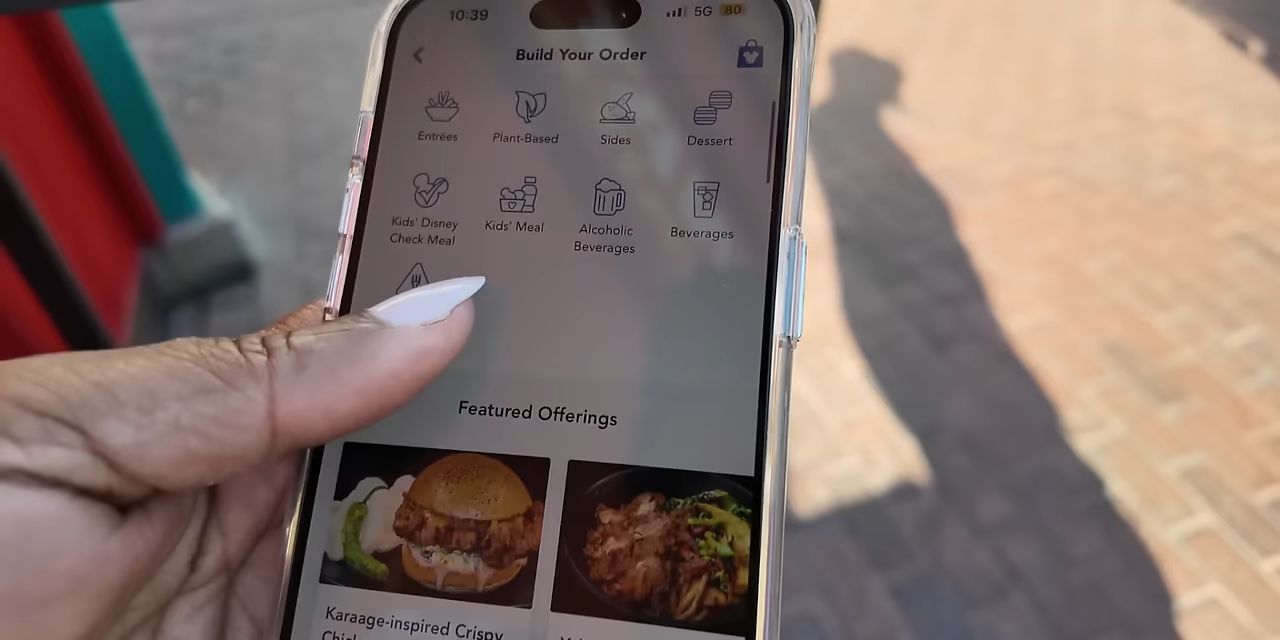 10:39
5G 80
Build Your Order
Entrées
Plant-Based
Sides
Dessert
Kids' Disney
Check Meal
Kids' Meal
Alcoholic
Beverages
Beverages
Featured Offerings
Karaage-inspired Crispy